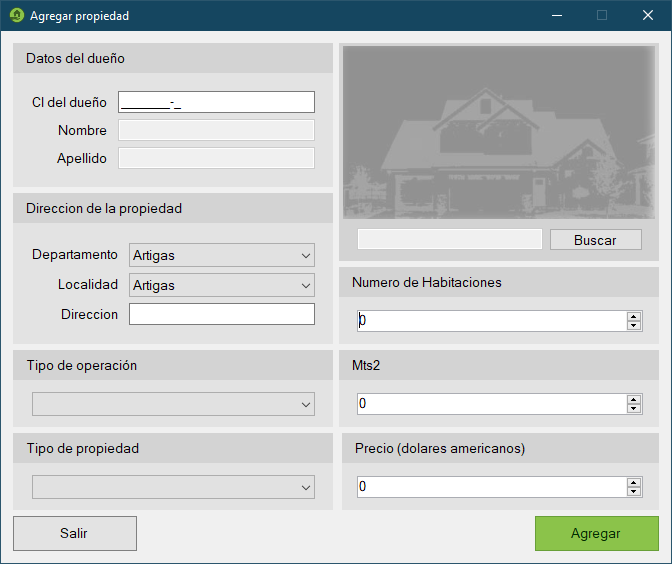 Agregar propiedad
Datos del dueño
CI del dueño
_______-_
Nombre
Apellido
Direccion de la propiedad
Departamento
Artigas
Localidad
Artigas
Direccion
Tipo de operación
Tipo de propiedad
Salir
Buscar
Numero de Habitaciones
0
Mts2
0
Precio (dolares americanos)
0
Agregar